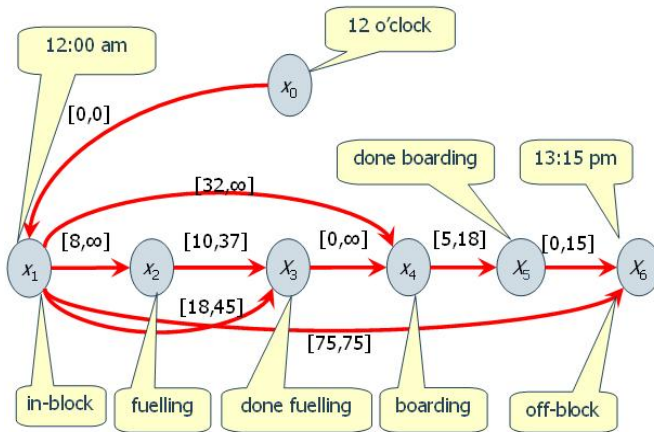 12:00 am
12 o'clock
x0
[0,0]
done boarding
13:15 pm
[32,∞]
[8,∞]
[10,37]
[0,∞]
[5,18]
[0,15]
x1
x2
X3
x4
X5
X6
[18,45]
[75,75]
in-block
fuelling
done fuelling
boarding
off-block